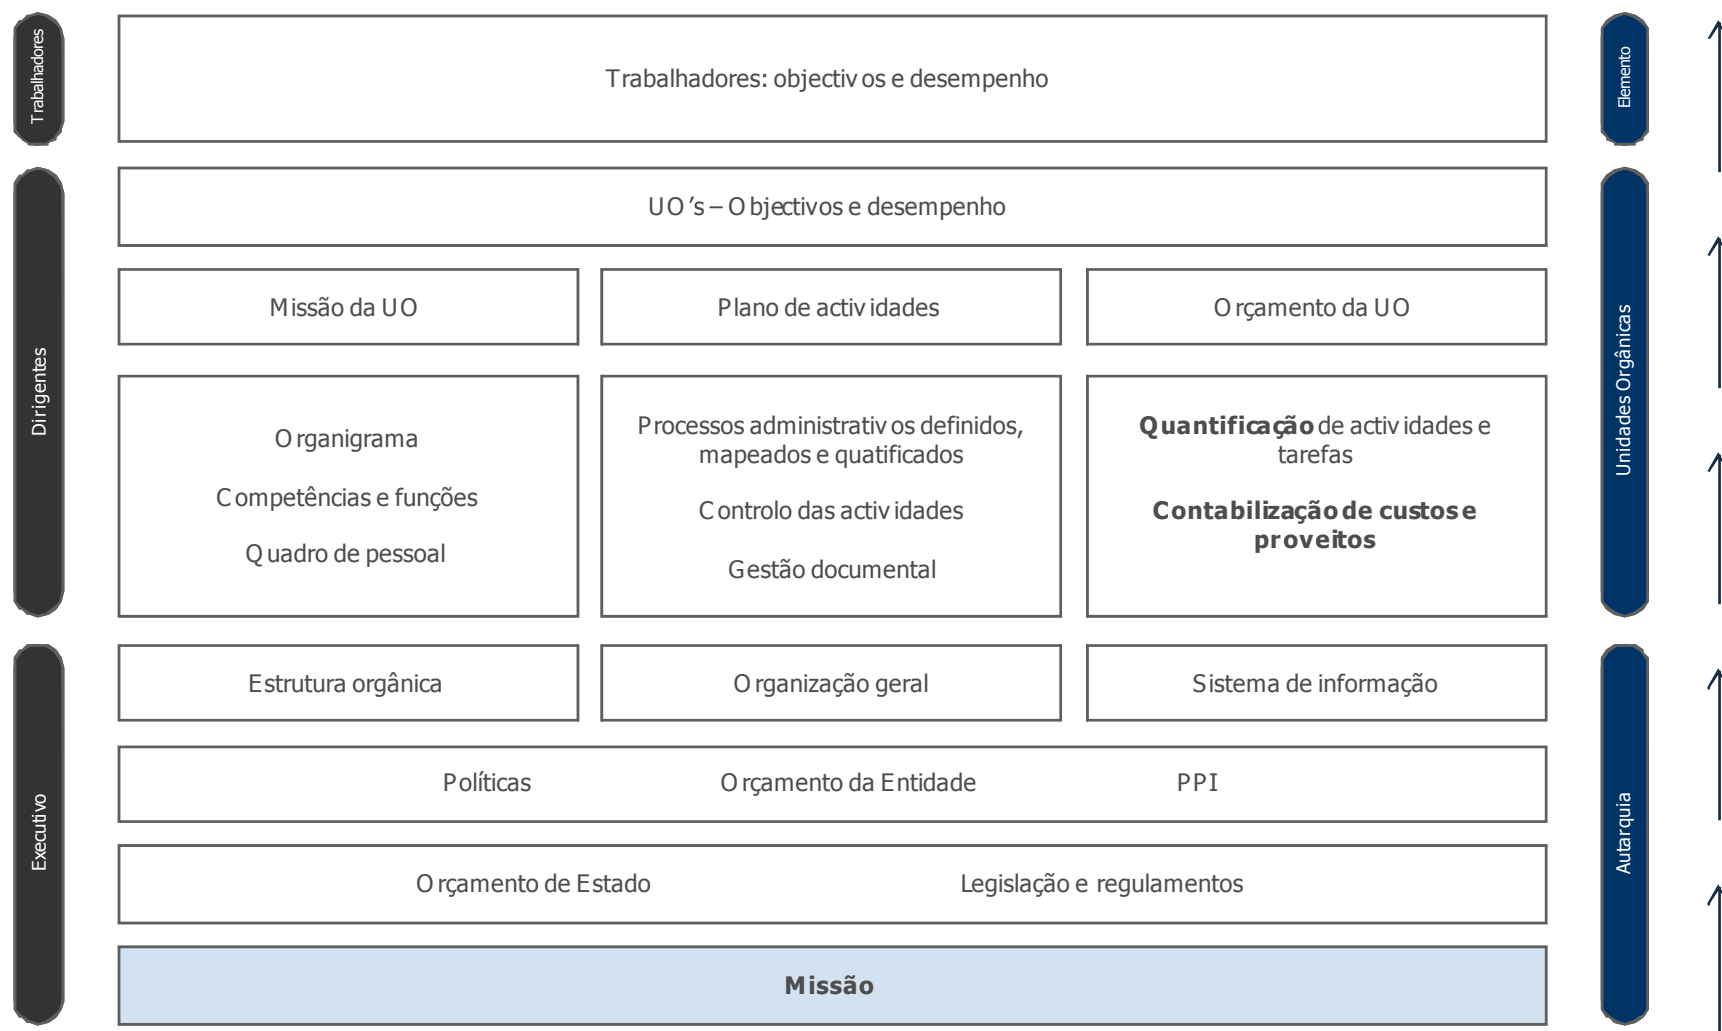 Trabalhadores
Trabalhadores: objectivos e desempenho
Elemento
Dirigentes
UO's – Objectivos e desempenho
Unidades Orgânicas
Missão da UO
Plano de actividades
Orçamento da UO
Organigrama
Competências e funções
Quadro de pessoal
Processos administrativos definidos,
mapeados e quatificados
Controlo das actividades
Gestão documental
Quantificação de actividades e
tarefas
Contabilização de custos e
proveitos
Executivo
Estrutura orgânica
Organização geral
Sistema de informação
Autarquia
Políticas
Orçamento da Entidade
PPI
Orçamento de Estado
Legislação e regulamentos
Missão